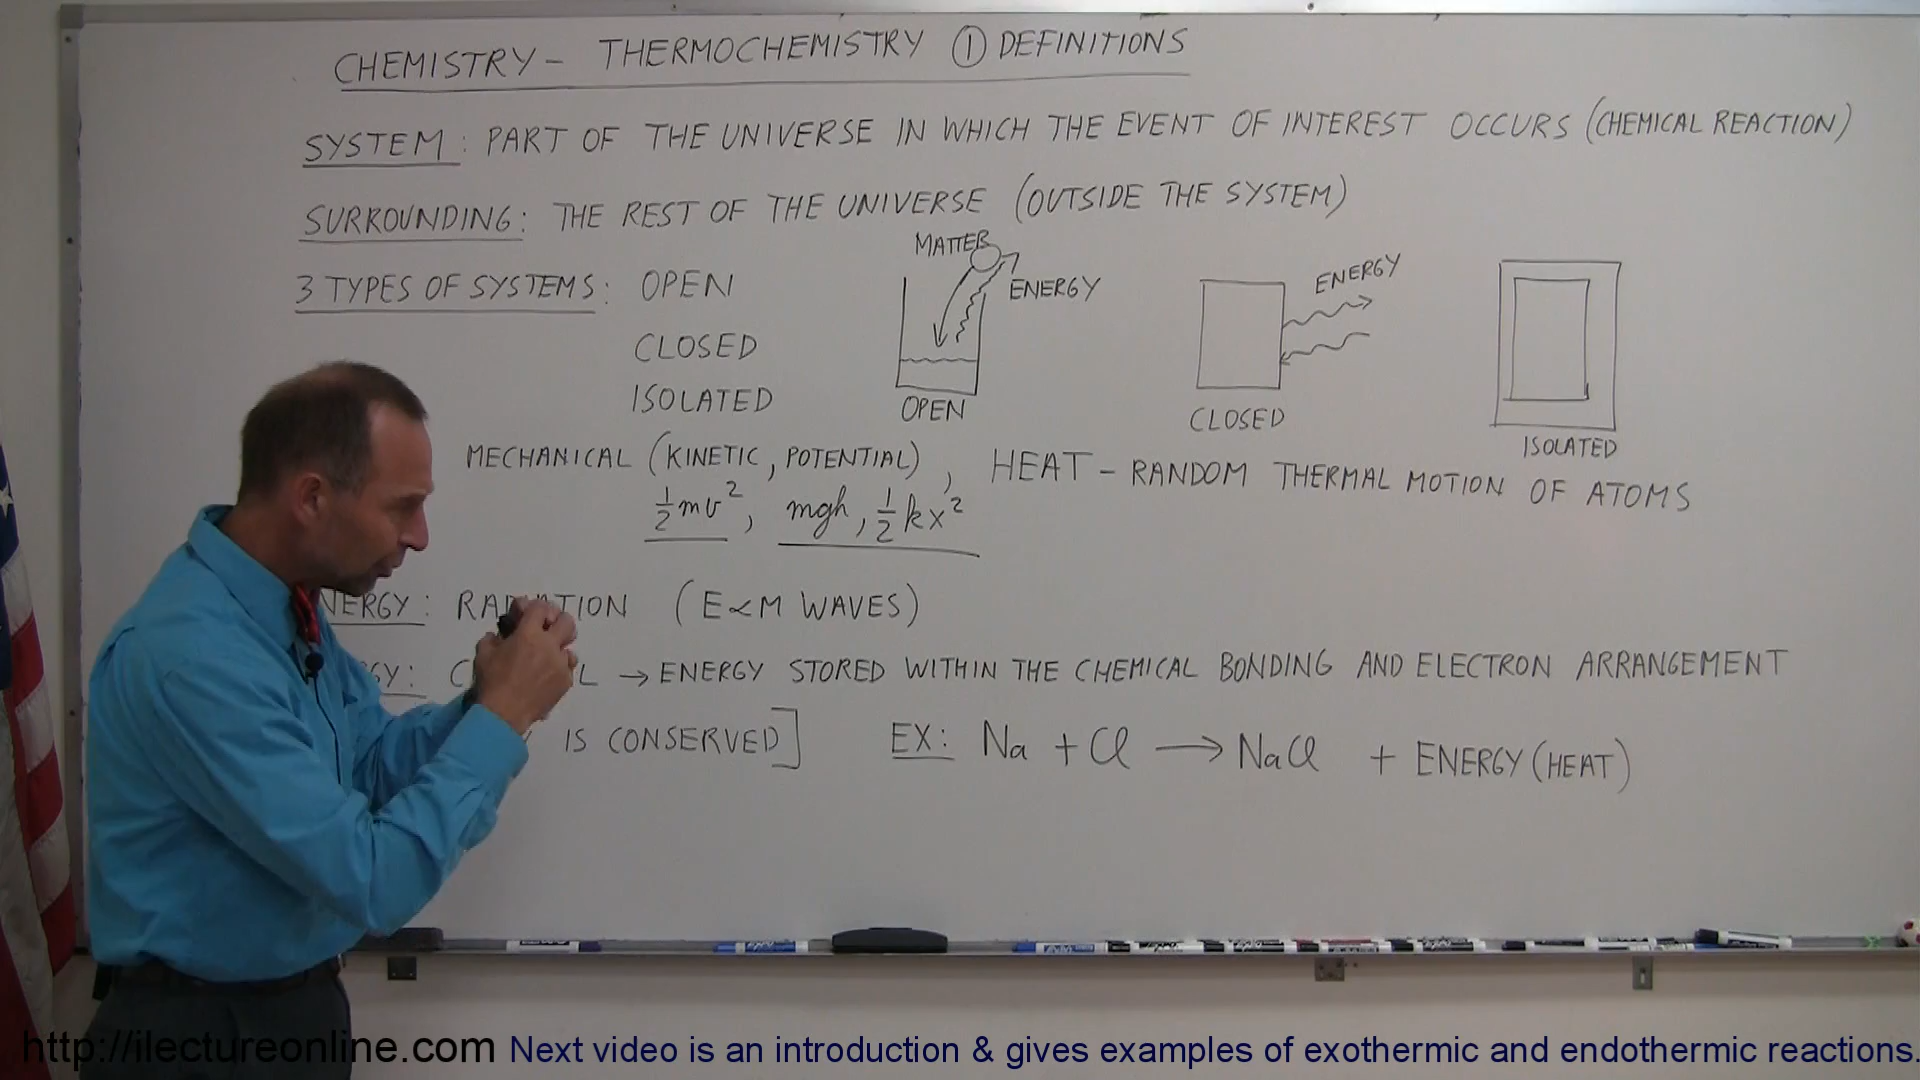 CHEMISTRY - THERMOCHEMISTRY ① DEFINITIONS
SYSTEM: PART OF THE UNIVERSE IN WHICH THE EVENT OF INTEREST OCCURS (CHEMICAL REACTION)
SURROUNDING: THE REST OF THE UNIVERSE (OUTSIDE THE SYSTEM)
3 TYPES OF SYSTEMS: OPEN
CLOSED
ISOLATED
MATTER
ENERGY
OPEN
ENERGY
CLOSED
ISOLATED
MECHANICAL (KINETIC, POTENTIAL), HEAT - RANDOM THERMAL MOTION OF ATOMS
½mv², mgh, ½kx²
NERGY: RADIATION (E∝M WAVES)
GY: → ENERGY STORED WITHIN THE CHEMICAL BONDING AND ELECTRON ARRANGEMENT
IS CONSERVED] EX: Na + Cl → NaCl + ENERGY (HEAT)
http://ilectureonline.com Next video is an introduction & gives examples of exothermic and endothermic reactions.